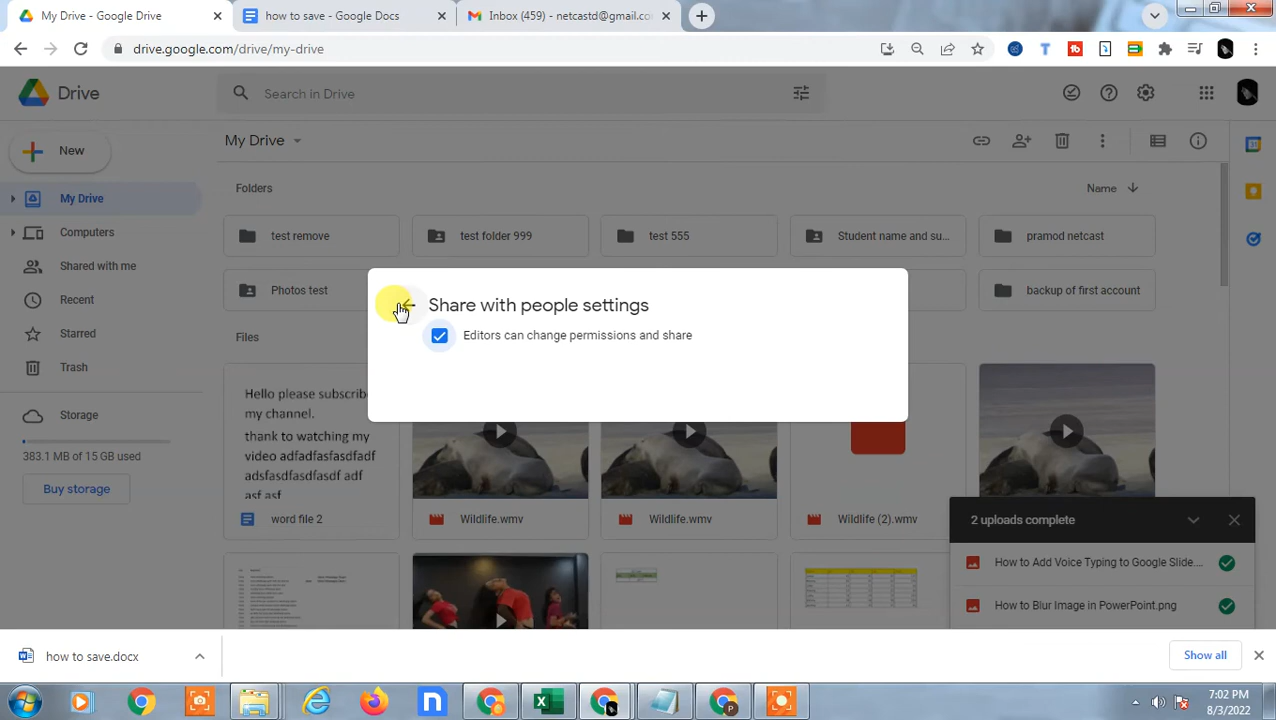 My Drive - Google Drive
how to save - Google Docs
Inbox (459) - netcastd@gmail.co
drive.google.com/drive/my-drive
Drive
Search in Drive
New
My Drive
Folders
Name
My Drive
Computers
test remove
test folder 999
test 555
Student name and su...
pramod netcast
Shared with me
Recent
Photos test
backup of first account
Share with people settings
Starred
Files
Editors can change permissions and share
Trash
Hello please subscribe
my channel.
Storage
thank to watching my
video adfadfasfasdfadf
adsfasdfasdfasdfadf
asf asf
383.1 MB of 15 GB used
Buy storage
word file 2
Wildlife.wmv
Wildlife.wmv
Wildlife (2).wmv
2 uploads complete
How to Add Voice Typing to Google Slide....
How to Blur Image in PowerPoint.png
how to save.docx
Show all
7:02 PM
8/3/2022